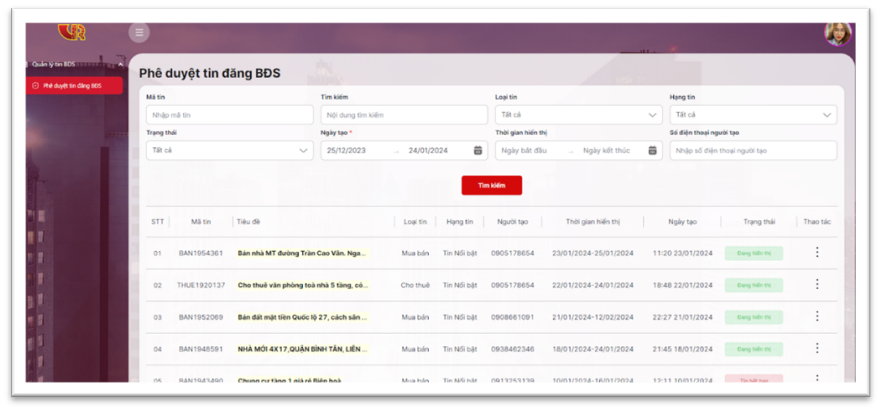 Quản lý tin BDS
Phê duyệt tin đăng BDS
Phê duyệt tin đăng BDS
Mã tin Tìm kiếm Loại tin Hạng tin
Nhập mã tin Nội dung tìm kiếm Tất cả Tất cả
Trạng thái Ngày tạo * Thời gian hiển thị Số điện thoại người tạo
Tất cả 25/12/2023 24/01/2024 Ngày bắt đầu Ngày kết thúc Nhập số điện thoại người tạo
Tìm kiếm
STT Mã tin Tiêu đề Loại tin Hạng tin Người tạo Thời gian hiển thị Ngày tạo Trạng thái Thao tác
01 BAN1954361 Bán nhà MT đường Trần Cao Vân. Nga... Mua bán Tin Nổi bật 0905178654 23/01/2024-25/01/2024 11:20 23/01/2024 Đang hiển thị
02 THUE1920137 Cho thuê văn phòng toà nhà 5 tầng, có... Cho thuê Tin Nổi bật 0905178654 22/01/2024-24/01/2024 18:48 22/01/2024 Đang hiển thị
03 BAN1952069 Bán đất mặt tiền Quốc lộ 27, cách sân ... Mua bán Tin Nổi bật 0908661091 21/01/2024-12/02/2024 22:27 21/01/2024 Đang hiển thị
04 BAN1948591 NHÀ MỚI 4X17,QUẬN BÌNH TÂN, LIÊN ... Mua bán Tin Nổi bật 0938462346 18/01/2024-24/01/2024 21:45 18/01/2024 Đang hiển thị
05 BAN1943490 Chung cư tầng 1 giá rẻ Biên hoà Mua bán Tin Nổi bật 0913253139 10/01/2024-16/01/2024